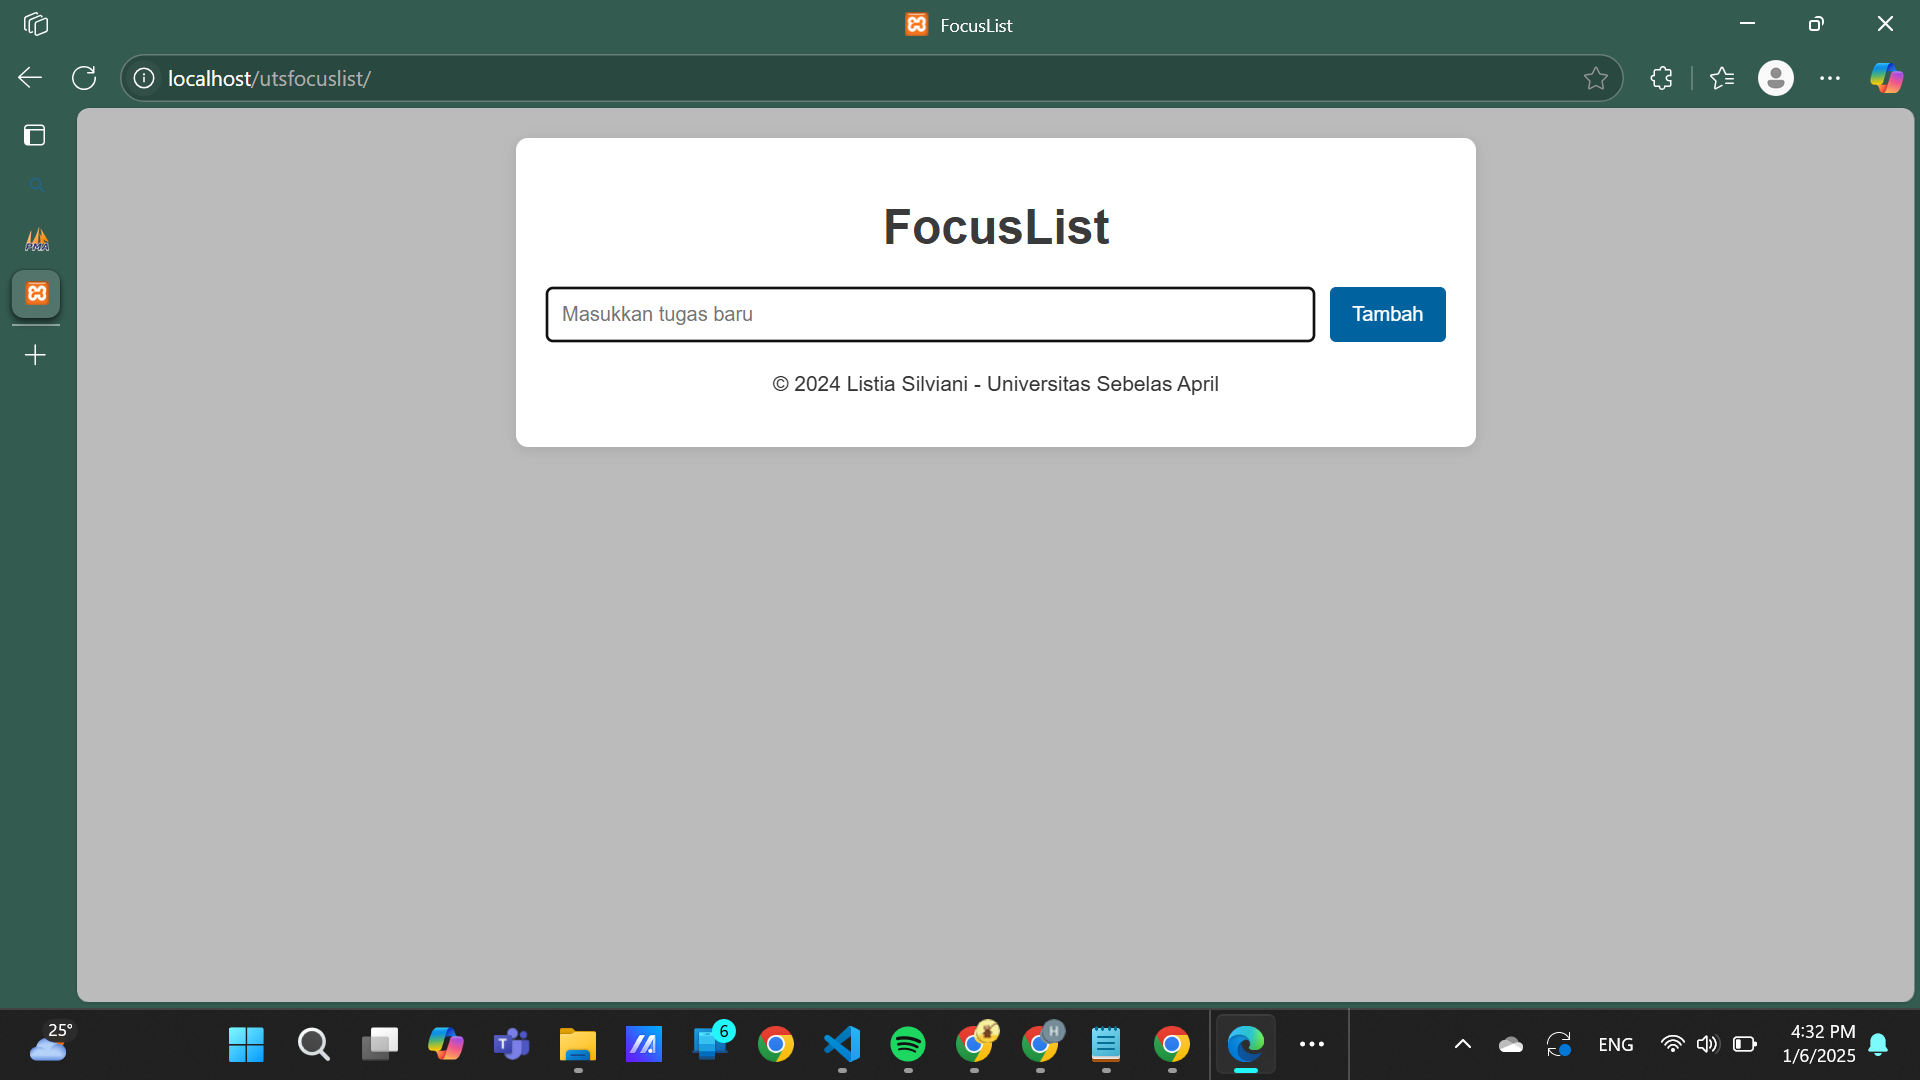 FocusList
localhost/utsfocuslist/
PMA
FocusList
Masukkan tugas baru
Tambah
© 2024 Listia Silviani - Universitas Sebelas April
25°
T
6
H
ENG
4:32 PM
1/6/2025